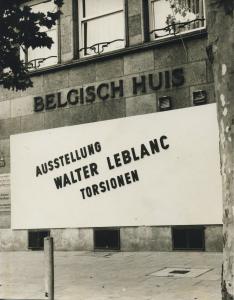 BELGISCH HUIS
AUSSTELLUNG
WALTER LEBLANC
TORSIONEN